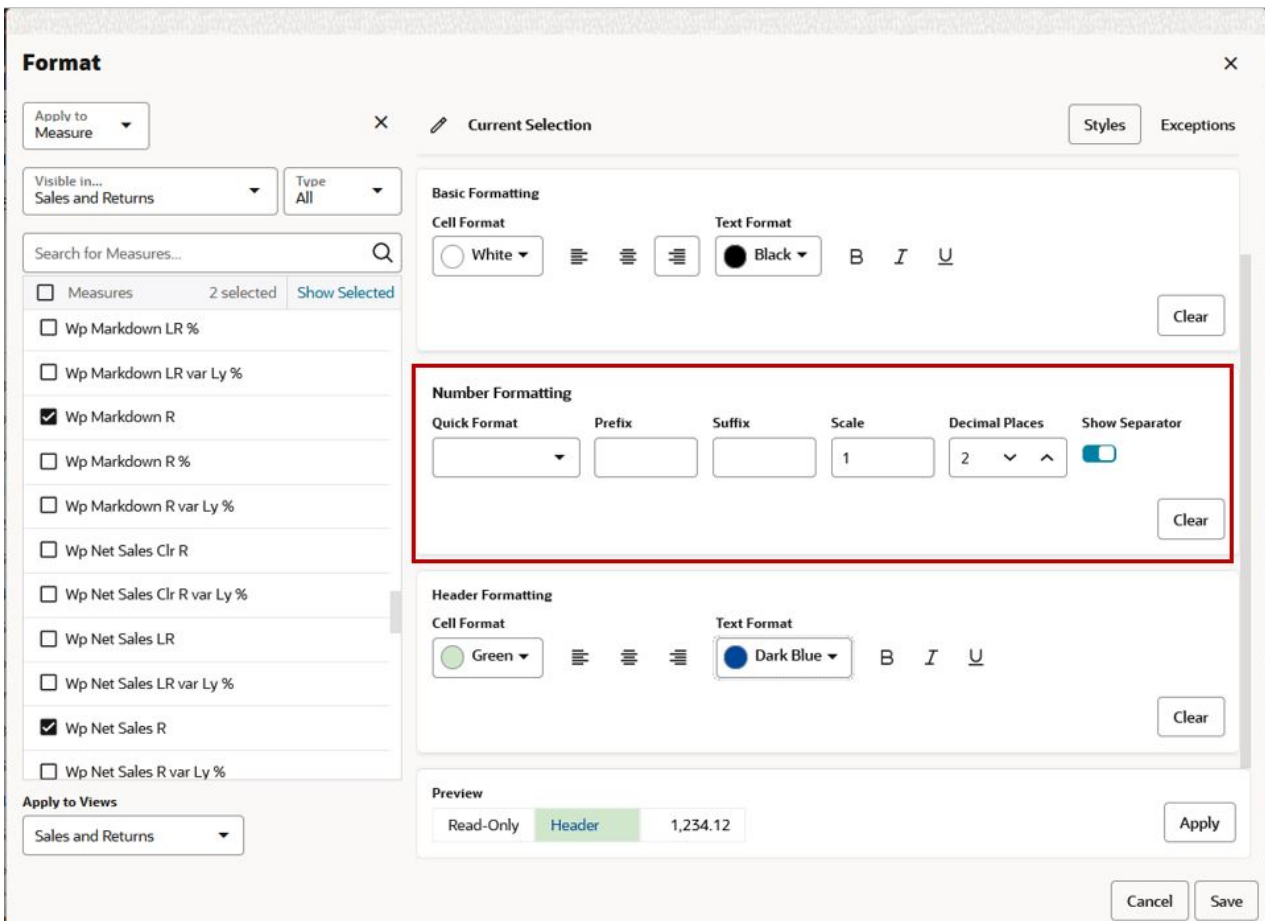 Format
Apply to
Measure
Visible in...
Sales and Returns
Type
All
Search for Measures...
Measures 2 selected Show Selected
Wp Markdown LR %
Wp Markdown LR var Ly %
Wp Markdown R
Wp Markdown R %
Wp Markdown R var Ly %
Wp Net Sales Clr R
Wp Net Sales Clr R var Ly %
Wp Net Sales LR
Wp Net Sales LR var Ly %
Wp Net Sales R
Wp Net Sales R var Ly %
Apply to Views
Sales and Returns
Current Selection Styles Exceptions
Basic Formatting
Cell Format Text Format
White Black B I U
Clear
Number Formatting
Quick Format Prefix Suffix Scale Decimal Places Show Separator
1 2
Clear
Header Formatting
Cell Format Text Format
Green Dark Blue B I U
Clear
Preview
Read-Only Header 1,234.12 Apply
Cancel Save